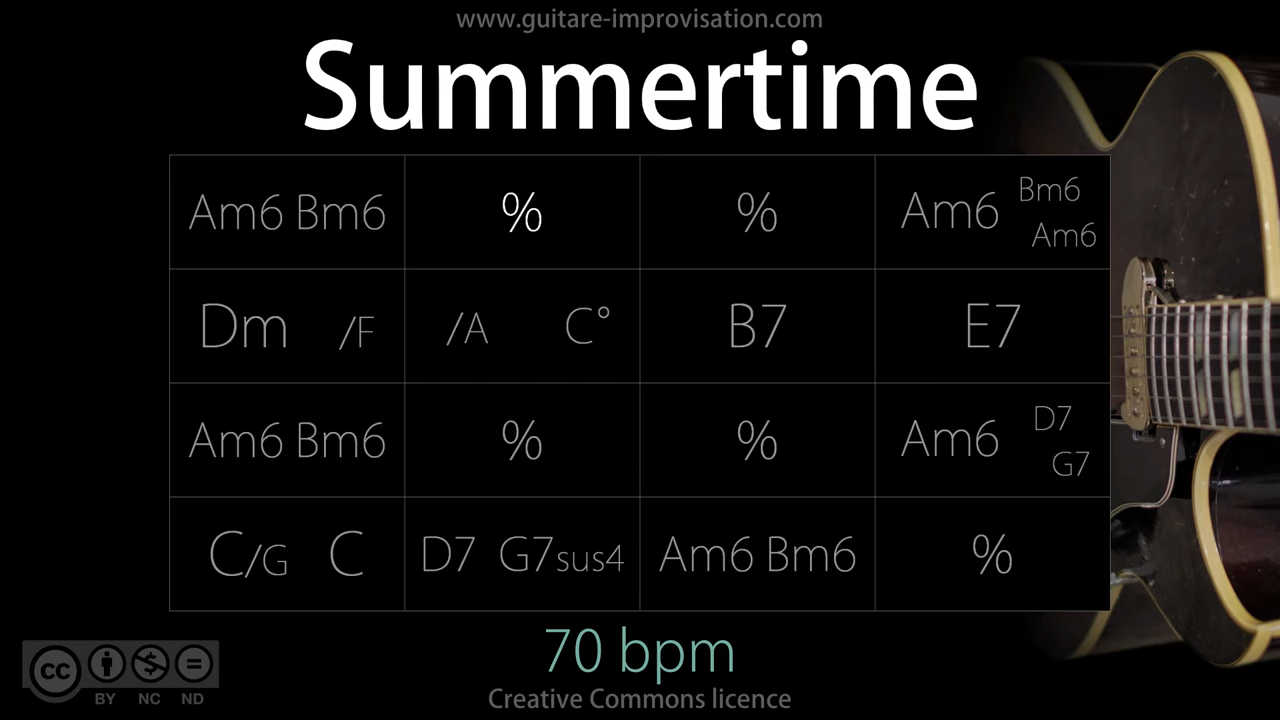 www.guitare-improvisation.com
Summertime
Am6 Bm6 % % Am6 Bm6 Am6
Dm /F /A C° B7 E7
Am6 Bm6 % % Am6 D7 G7
C/G C D7 G7sus4 Am6 Bm6 %
70 bpm
cc $ =
BY NC ND
Creative Commons licence